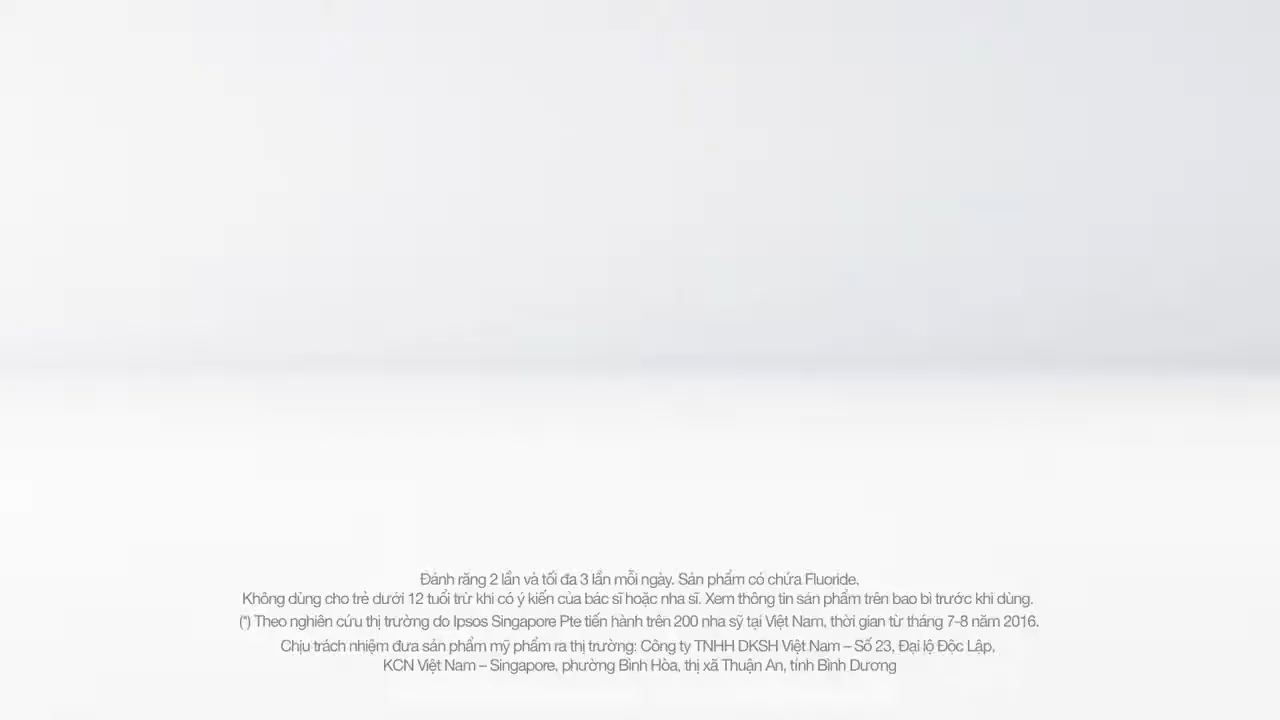 Đánh răng 2 lần và tối đa 3 lần mỗi ngày. Sản phẩm có chứa Fluoride.
Không dùng cho trẻ dưới 12 tuổi trừ khi có ý kiến của bác sĩ hoặc nha sĩ. Xem thông tin sản phẩm trên bao bì trước khi dùng.
(*) Theo nghiên cứu thị trường do Ipsos Singapore Pte tiến hành trên 200 nha sỹ tại Việt Nam, thời gian từ tháng 7-8 năm 2016.
Chịu trách nhiệm đưa sản phẩm mỹ phẩm ra thị trường: Công ty TNHH DKSH Việt Nam – Số 23, Đại lộ Độc Lập,
KCN Việt Nam – Singapore, phường Bình Hòa, thị xã Thuận An, tỉnh Bình Dương